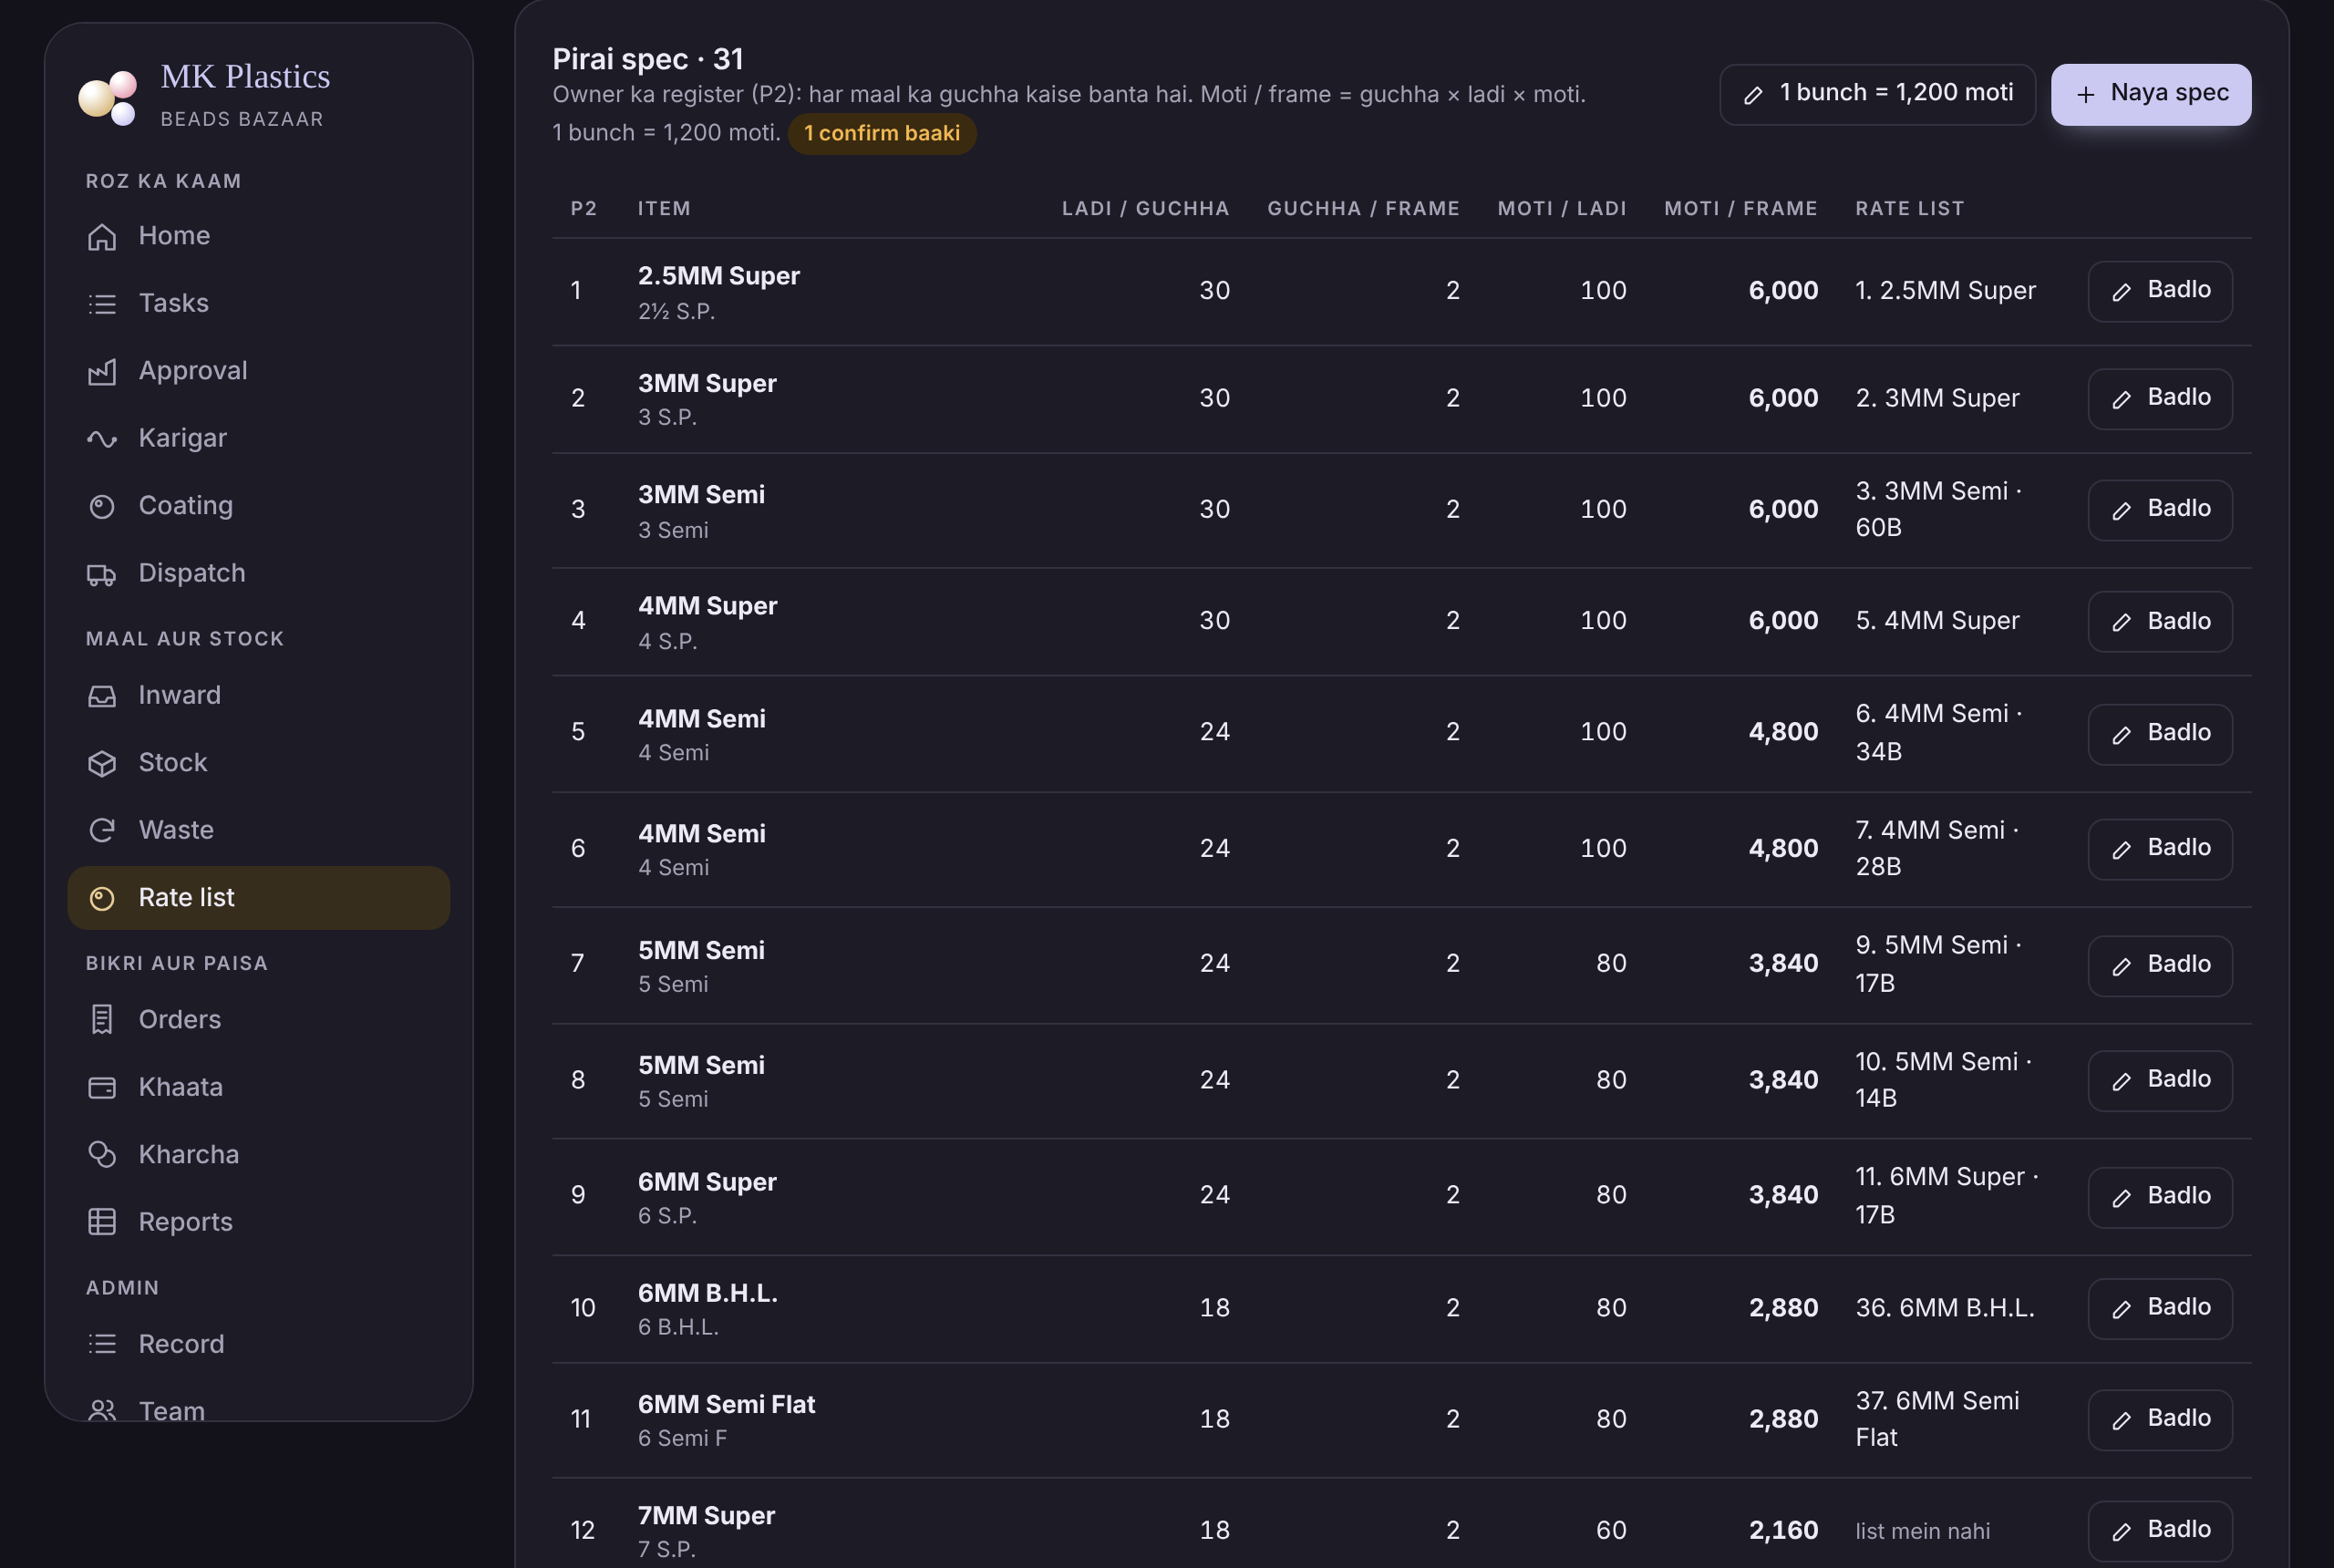 MK Plastics
BEADS BAZAAR
ROZ KA KAAM
Home
Tasks
Approval
Karigar
Coating
Dispatch
MAAL AUR STOCK
Inward
Stock
Waste
Rate list
BIKRI AUR PAISA
Orders
Khaata
Kharcha
Reports
ADMIN
Record
Team
Pirai spec · 31
Owner ka register (P2): har maal ka guchha kaise banta hai. Moti / frame = guchha × ladi × moti.
1 bunch = 1,200 moti. 1 confirm baaki
1 bunch = 1,200 moti
+ Naya spec
P2 ITEM LADI / GUCHHA GUCHHA / FRAME MOTI / LADI MOTI / FRAME RATE LIST
1 2.5MM Super 30 2 100 6,000 1. 2.5MM Super Badlo
2½ S.P.
2 3MM Super 30 2 100 6,000 2. 3MM Super Badlo
3 S.P.
3 3MM Semi 30 2 100 6,000 3. 3MM Semi · Badlo
3 Semi 60B
4 4MM Super 30 2 100 6,000 5. 4MM Super Badlo
4 S.P.
5 4MM Semi 24 2 100 4,800 6. 4MM Semi · Badlo
4 Semi 34B
6 4MM Semi 24 2 100 4,800 7. 4MM Semi · Badlo
4 Semi 28B
7 5MM Semi 24 2 80 3,840 9. 5MM Semi · Badlo
5 Semi 17B
8 5MM Semi 24 2 80 3,840 10. 5MM Semi · Badlo
5 Semi 14B
9 6MM Super 24 2 80 3,840 11. 6MM Super · Badlo
6 S.P. 17B
10 6MM B.H.L. 18 2 80 2,880 36. 6MM B.H.L. Badlo
6 B.H.L.
11 6MM Semi Flat 18 2 80 2,880 37. 6MM Semi Badlo
6 Semi F Flat
12 7MM Super 18 2 60 2,160 list mein nahi Badlo
7 S.P.